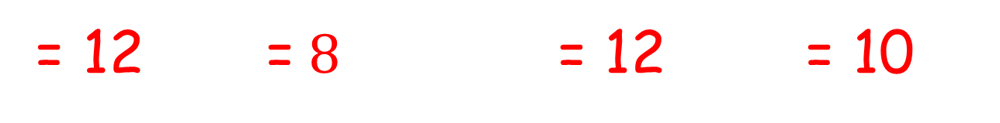 = 12 = 8 = 12 = 10